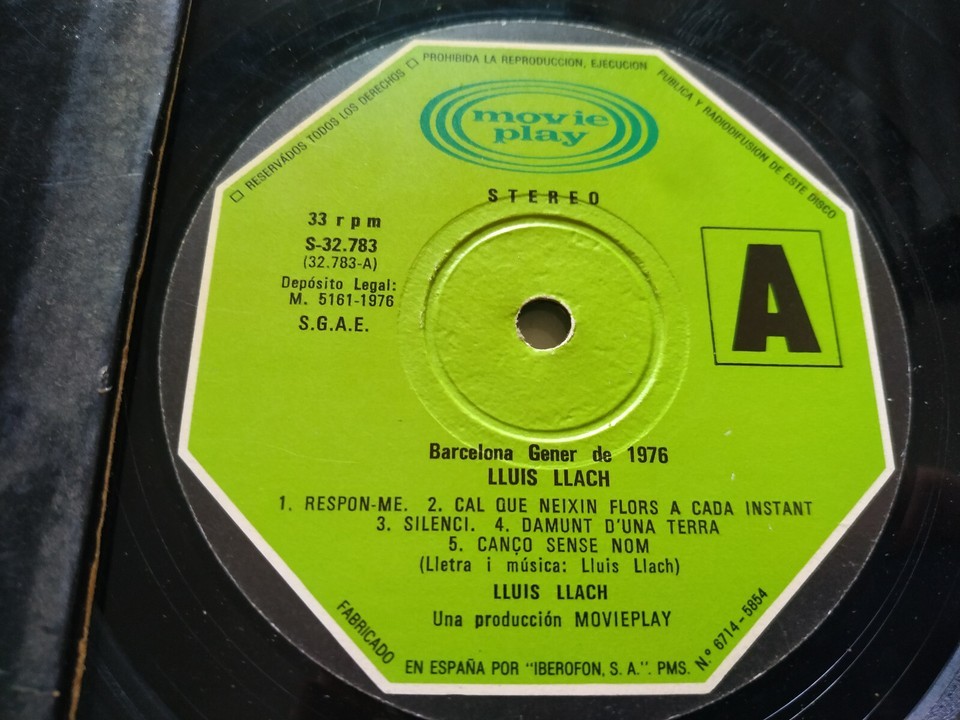 □ RESERVADOS TODOS LOS DERECHOS □ PROHIBIDA LA REPRODUCCION, EJECUCION PUBLICA Y RADIODIFUSION DE ESTE DISCO
movie
play
STEREO
33 rpm
S-32.783
(32.783-A)
Depósito Legal:
M. 5161-1976
S.G.A.E.
A
Barcelona Gener de 1976
LLUIS LLACH
1. RESPON-ME. 2. CAL QUE NEIXIN FLORS A CADA INSTANT
3. SILENCI. 4. DAMUNT D'UNA TERRA
5. CANÇO SENSE NOM
(Lletra i música: Lluis Llach)
LLUIS LLACH
Una producción MOVIEPLAY
FABRICADO EN ESPAÑA POR "IBEROFON, S. A.". PMS. N.º 6714-5854